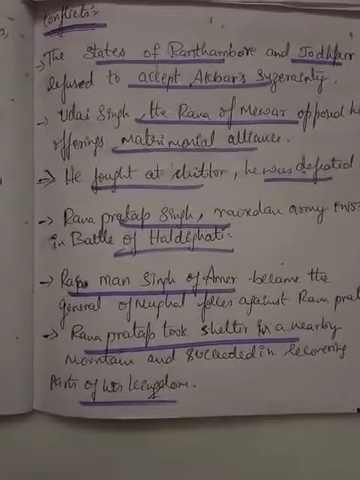 Conflicts:
→ The States of Ransthambore and Jodhpur
refused to accept Akbar's Suzerainty.
→ Udai Singh, the Rana of Mewar opposed he
offerings matrimonial alliance.
→ He fought at chittor, he was defeated
→ Rana pratap Singh, army
in Battle of Haldighati.
→ Raja man Singh of Amer became the
General of Mughal forces against Rana prat
→ Rana pratap took shelter in a nearby
Mountain and succeeded in recovering
Parts of his kingdom.